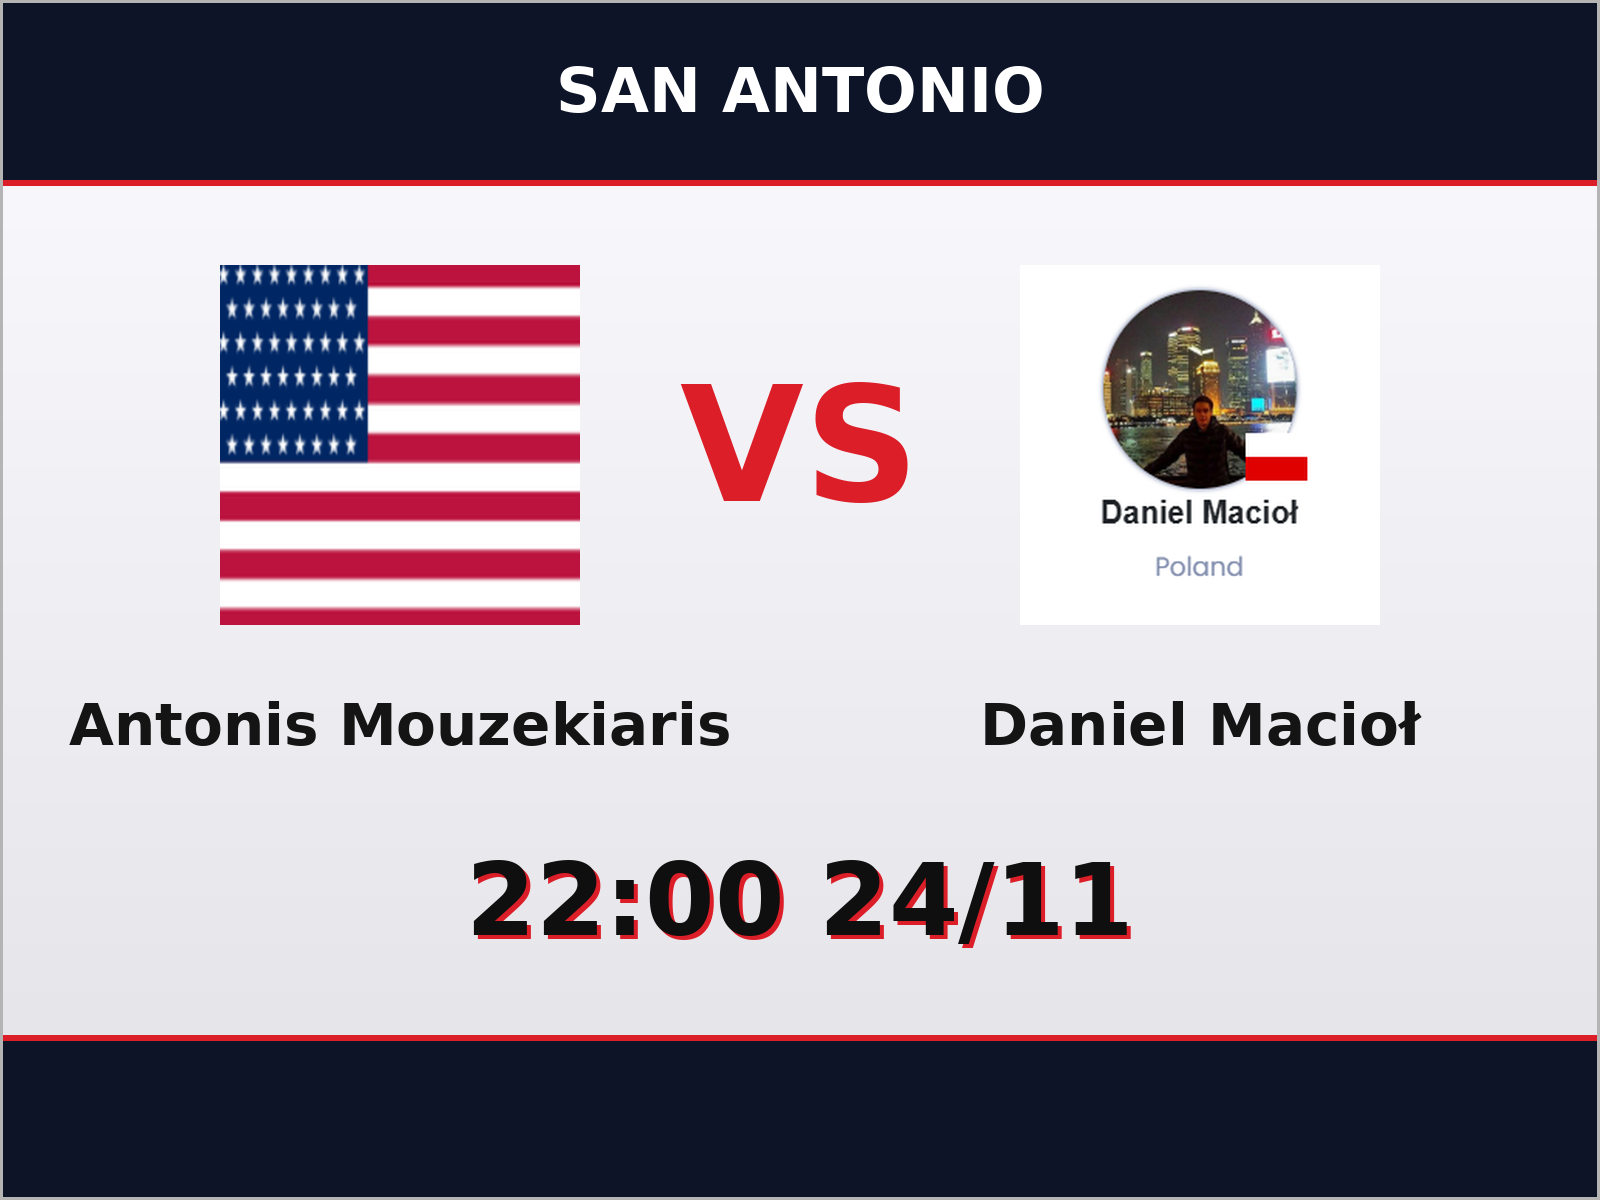 SAN ANTONIO
VS
Daniel Macioł
Poland
Antonis Mouzekiaris
Daniel Macioł
22:00 24/11